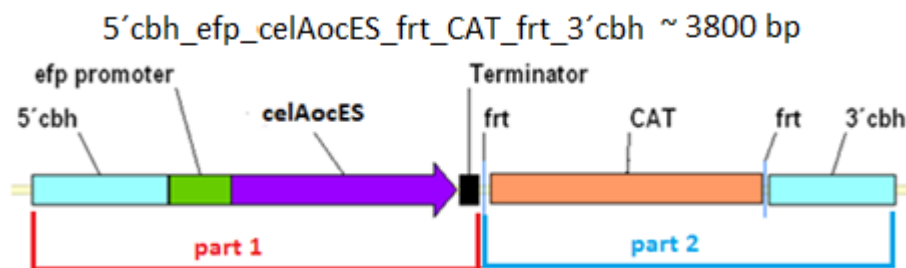 5´cbh_efp_celAocES_frt_CAT_frt_3´cbh ~ 3800 bp
efp promoter
Terminator
5´cbh
celAocES
frt
CAT
frt
3´cbh
part 1
part 2